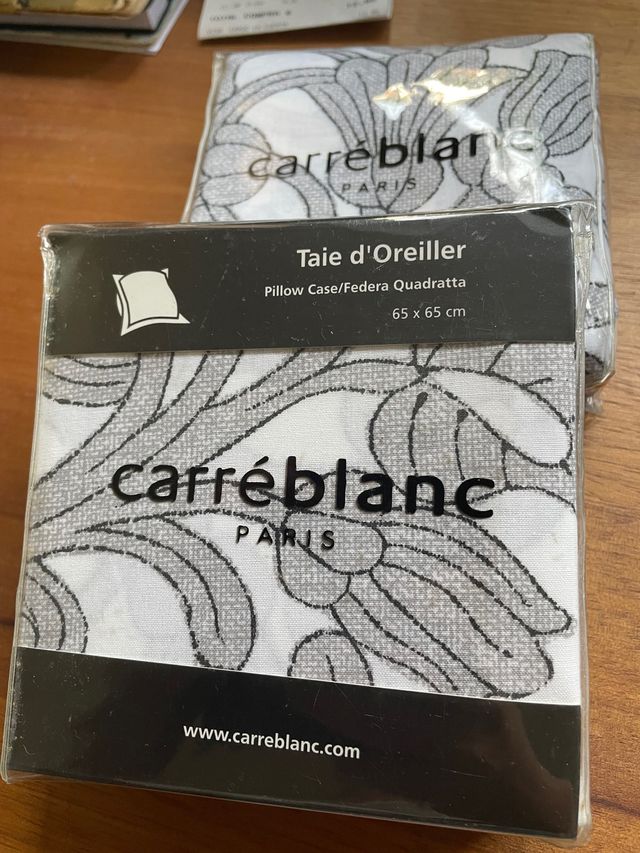 carréblanc
PARIS
Taie d'Oreiller
Pillow Case/Federa Quadratta
65 x 65 cm
carréblanc
PARIS
www.carreblanc.com